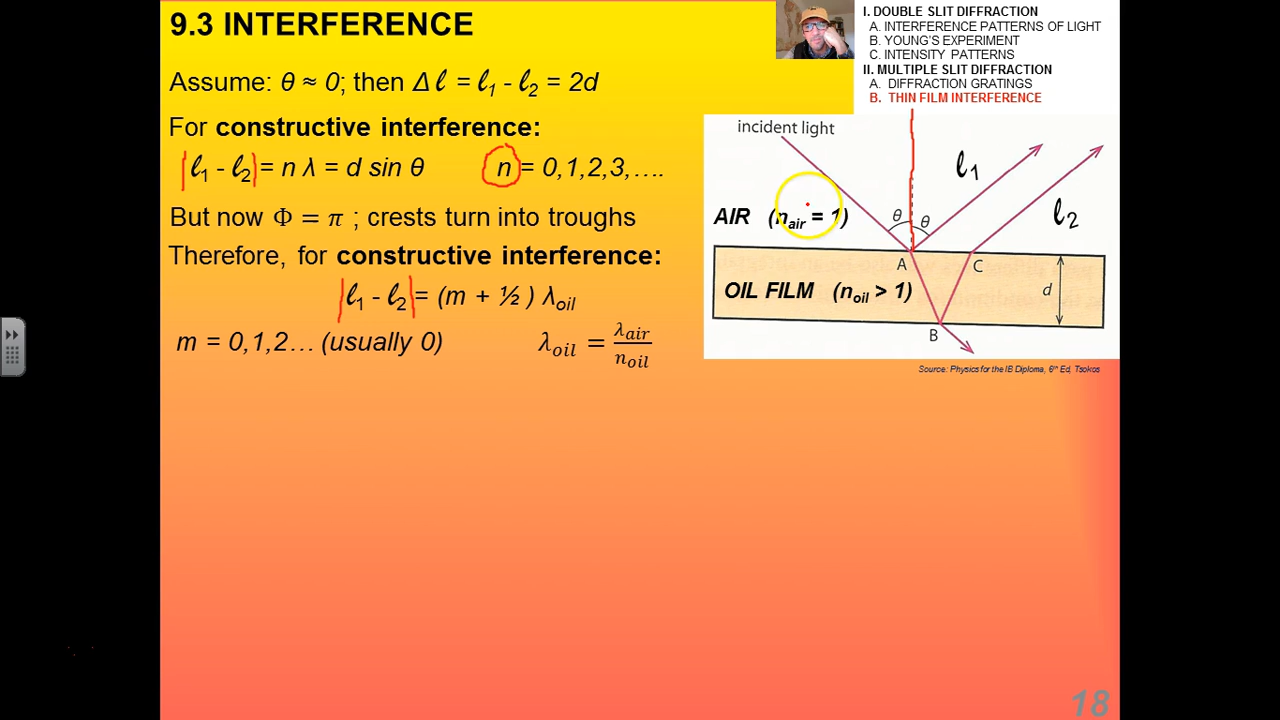 9.3 INTERFERENCE
I. DOUBLE SLIT DIFFRACTION
A. INTERFERENCE PATTERNS OF LIGHT
B. YOUNG'S EXPERIMENT
C. INTENSITY PATTERNS
II. MULTIPLE SLIT DIFFRACTION
A. DIFFRACTION GRATINGS
B. THIN FILM INTERFERENCE
Assume: θ ≈ 0; then Δℓ = ℓ₁ - ℓ₂ = 2d
For constructive interference:
|ℓ₁ - ℓ₂| = n λ = d sin θ n = 0,1,2,3,….
But now Φ = π ; crests turn into troughs
Therefore, for constructive interference:
|ℓ₁ - ℓ₂| = (m + ½ ) λoil
m = 0,1,2… (usually 0) λoil = λair / noil
incident light
ℓ₁
ℓ₂
AIR (nair = 1)
θ θ
A C
OIL FILM (noil > 1)
d
B
Source: Physics for the IB Diploma, 6th Ed, Tsokos
18